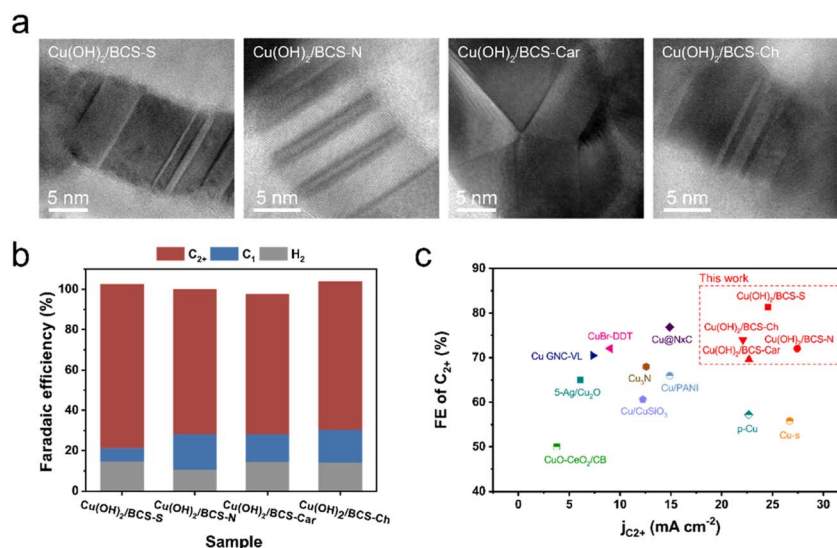 a
Cu(OH)₂/BCS-S
Cu(OH)₂/BCS-N
Cu(OH)₂/BCS-Car
Cu(OH)₂/BCS-Ch
5 nm
5 nm
5 nm
5 nm
b
C₂₊
C₁
H₂
Faradaic efficiency (%)
100
80
60
40
20
0
Cu(OH)₂/BCS-S
Cu(OH)₂/BCS-N
Cu(OH)₂/BCS-Car
Cu(OH)₂/BCS-Ch
Sample
c
FE of C₂₊ (%)
90
80
70
60
50
40
This work
Cu(OH)₂/BCS-S
Cu(OH)₂/BCS-Ch
Cu(OH)₂/BCS-N
Cu(OH)₂/BCS-Car
Cu@NxC
CuBr-DDT
Cu GNC-VL
Cu₃N
Cu/PANI
5-Ag/Cu₂O
Cu/CuSiO₃
p-Cu
Cu-s
CuO-CeO₂/CB
0
5
10
15
20
25
30
j_C2+ (mA cm⁻²)